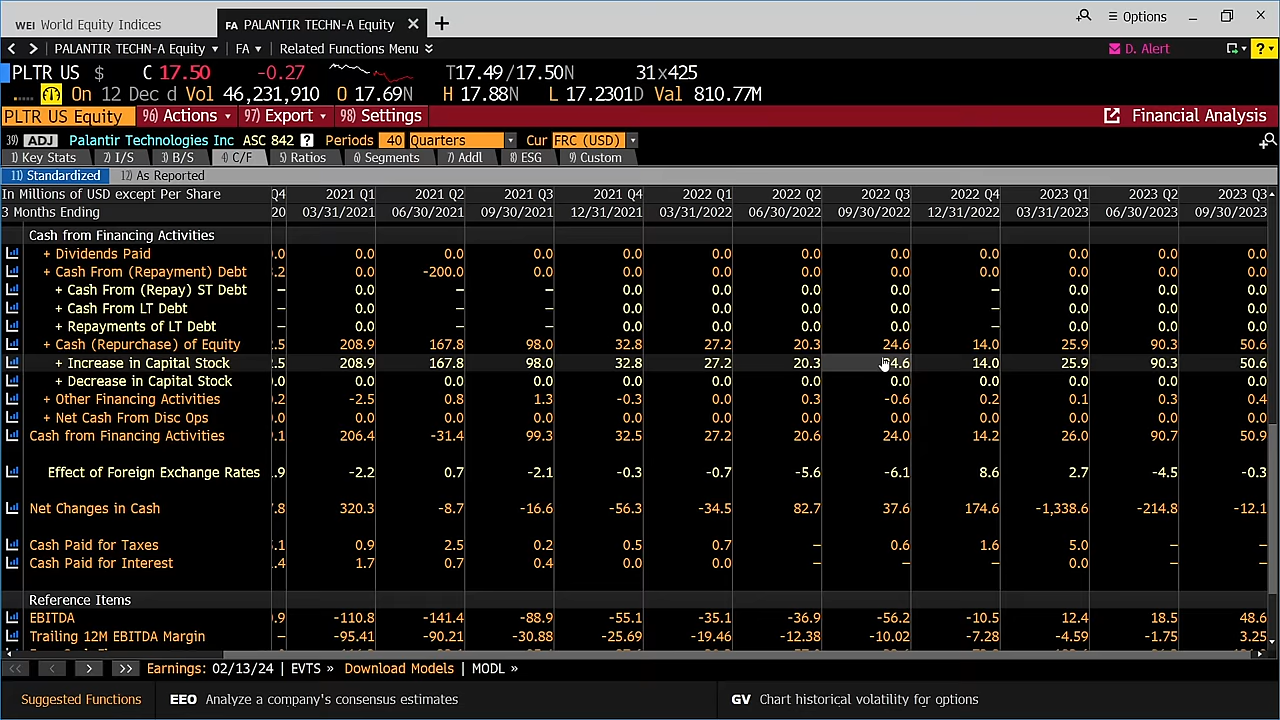 WEI World Equity Indices FA PALANTIR TECHN-A Equity Options
PALANTIR TECHN-A Equity FA Related Functions Menu D. Alert ?
PLTR US $ C 17.50 -0.27 T17.49/17.50N 31x425
On 12 Dec d Vol 46,231,910 O 17.69N H 17.88N L 17.2301D Val 810.77M
PLTR US Equity 96) Actions 97) Export 98) Settings Financial Analysis
39) ADJ Palantir Technologies Inc ASC 842 ? Periods 40 Quarters Cur FRC (USD)
1) Key Stats 2) I/S 3) B/S 4) C/F 5) Ratios 6) Segments 7) Addl 8) ESG 9) Custom
11) Standardized 12) As Reported
In Millions of USD except Per Share Q4 2021 Q1 2021 Q2 2021 Q3 2021 Q4 2022 Q1 2022 Q2 2022 Q3 2022 Q4 2023 Q1 2023 Q2 2023 Q3
3 Months Ending 20 03/31/2021 06/30/2021 09/30/2021 12/31/2021 03/31/2022 06/30/2022 09/30/2022 12/31/2022 03/31/2023 06/30/2023 09/30/2023
Cash from Financing Activities
+ Dividends Paid .0 0.0 0.0 0.0 0.0 0.0 0.0 0.0 0.0 0.0 0.0 0.0
+ Cash From (Repayment) Debt .2 0.0 -200.0 0.0 0.0 0.0 0.0 0.0 0.0 0.0 0.0 0.0
+ Cash From (Repay) ST Debt — 0.0 — — 0.0 0.0 0.0 0.0 — 0.0 0.0 0.0
+ Cash From LT Debt — 0.0 — — 0.0 0.0 0.0 0.0 — 0.0 0.0 0.0
+ Repayments of LT Debt — 0.0 — — 0.0 0.0 0.0 0.0 — 0.0 0.0 0.0
+ Cash (Repurchase) of Equity .5 208.9 167.8 98.0 32.8 27.2 20.3 24.6 14.0 25.9 90.3 50.6
+ Increase in Capital Stock .5 208.9 167.8 98.0 32.8 27.2 20.3 4.6 14.0 25.9 90.3 50.6
+ Decrease in Capital Stock .0 0.0 0.0 0.0 0.0 0.0 0.0 0.0 0.0 0.0 0.0 0.0
+ Other Financing Activities .2 -2.5 0.8 1.3 -0.3 0.0 0.3 -0.6 0.2 0.1 0.3 0.4
+ Net Cash From Disc Ops .0 0.0 0.0 0.0 0.0 0.0 0.0 0.0 0.0 0.0 0.0 0.0
Cash from Financing Activities .1 206.4 -31.4 99.3 32.5 27.2 20.6 24.0 14.2 26.0 90.7 50.9
Effect of Foreign Exchange Rates .9 -2.2 0.7 -2.1 -0.3 -0.7 -5.6 -6.1 8.6 2.7 -4.5 -0.3
Net Changes in Cash .8 320.3 -8.7 -16.6 -56.3 -34.5 82.7 37.6 174.6 -1,338.6 -214.8 -12.1
Cash Paid for Taxes .1 0.9 2.5 0.2 0.5 0.7 — 0.6 1.6 5.0 — —
Cash Paid for Interest .4 1.7 0.7 0.4 0.0 0.0 — — — 0.0 — —
Reference Items
EBITDA 0.9 -110.8 -141.4 -88.9 -55.1 -35.1 -36.9 -56.2 -10.5 12.4 18.5 48.6
Trailing 12M EBITDA Margin — -95.41 -90.21 -30.88 -25.69 -19.46 -12.38 -10.02 -7.28 -4.59 -1.75 3.25
Earnings: 02/13/24 | EVTS » Download Models | MODL »
Suggested Functions EEO Analyze a company's consensus estimates GV Chart historical volatility for options